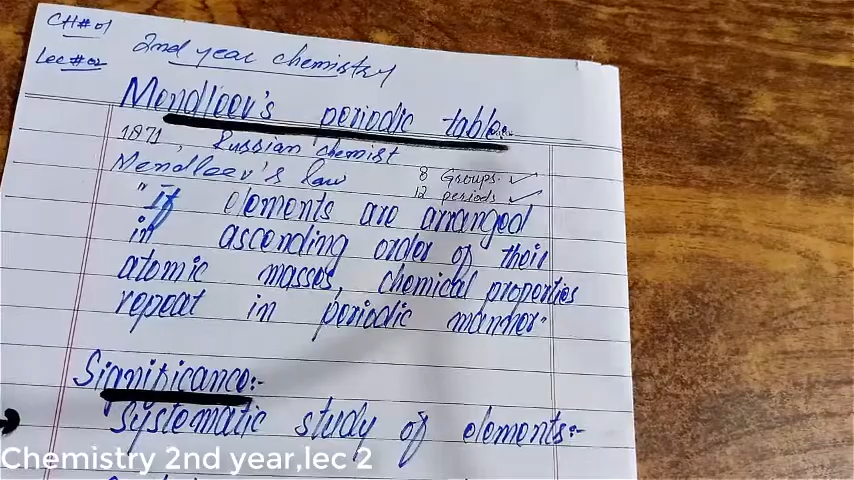 CH# 01
2nd year chemistry
Lec # 02
Mendleev's periodic table:
1871, Russian chemist
Mendleev's law
8 Groups.
12 periods
"If elements are arranged
in ascending order of their
atomic masses, chemical properties
repeat in periodic manner.
Significance:-
Systematic study of elements:-
Chemistry 2nd year,lec 2